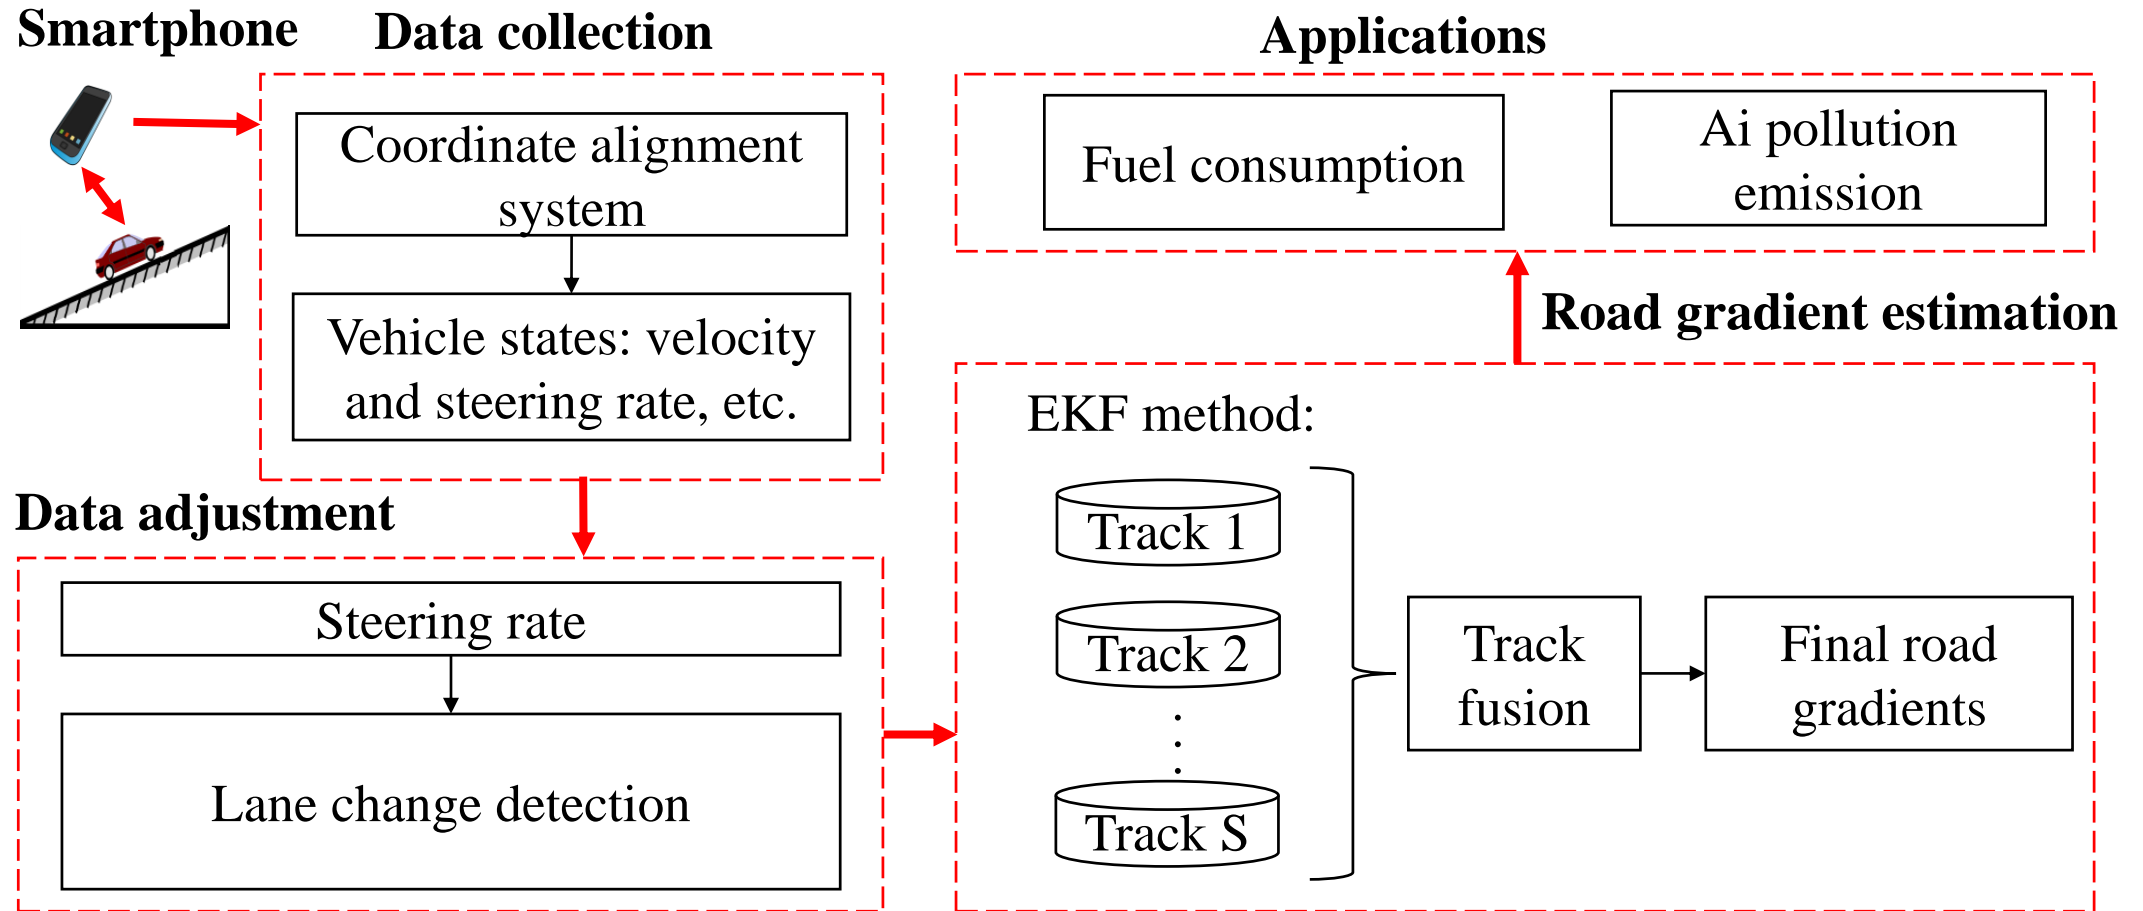 Smartphone
Data collection
Coordinate alignment
system
Vehicle states: velocity
and steering rate, etc.
Data adjustment
Steering rate
Lane change detection
Applications
Fuel consumption
Ai pollution
emission
Road gradient estimation
EKF method:
Track 1
Track 2
.
.
.
Track S
Track
fusion
Final road
gradients